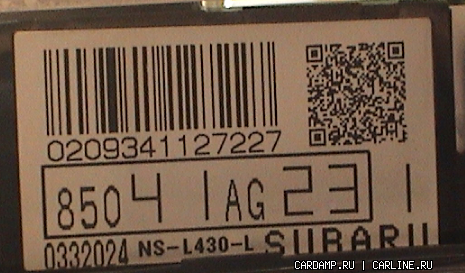 0209341127227
85041AG231
0332024 NS-L430-L SUBARU
CARDAMP.RU | CARLINE.RU